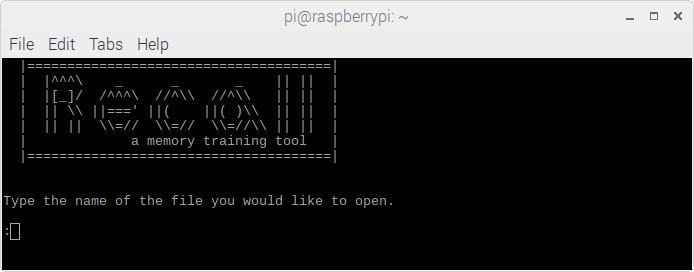 pi@raspberrypi: ~
File Edit Tabs Help
|======================================|
|  |^^^\    _      _       _    || ||  |
|  |[_]/  /^^^\  //^\\   //^\\   || ||  |
|  || \\ ||===' ||(    ||( )\\  || ||  |
|  || ||  \\=//  \\=//  \\=//\\ || ||  |
|             a memory training tool   |
|======================================|
Type the name of the file you would like to open.
: